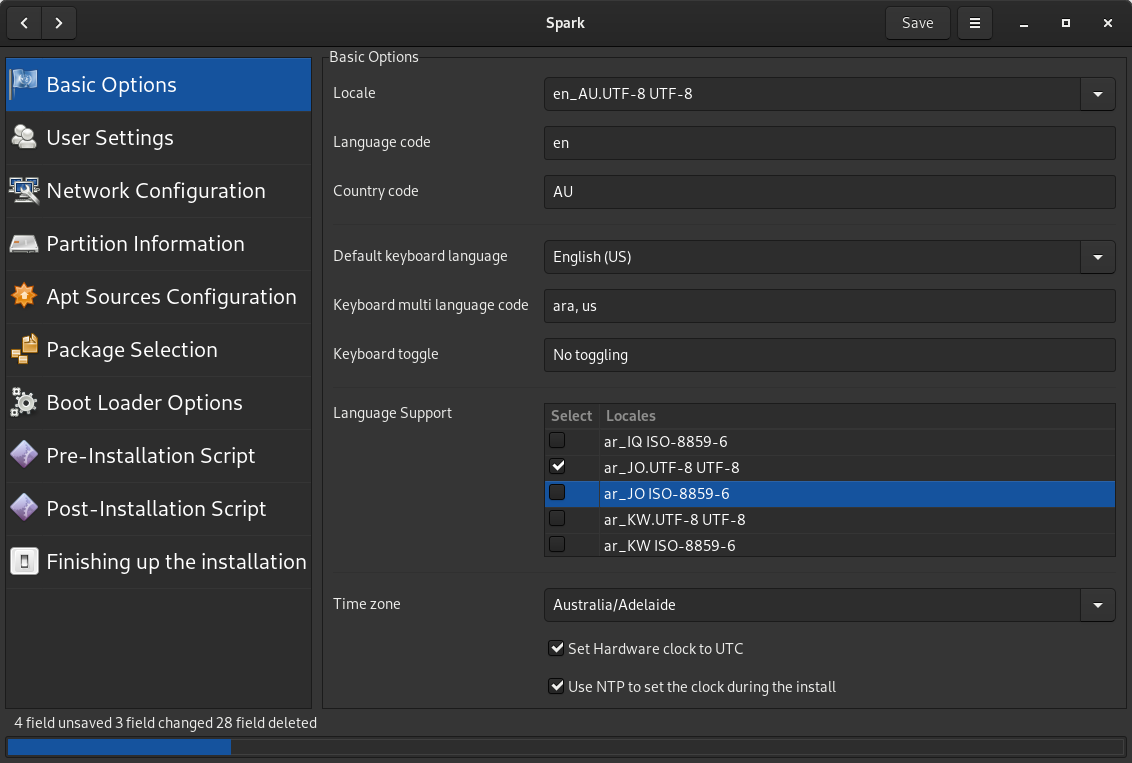 Spark
Save
Basic Options
User Settings
Network Configuration
Partition Information
Apt Sources Configuration
Package Selection
Boot Loader Options
Pre-Installation Script
Post-Installation Script
Finishing up the installation
Basic Options
Locale
en_AU.UTF-8 UTF-8
Language code
en
Country code
AU
Default keyboard language
English (US)
Keyboard multi language code
ara, us
Keyboard toggle
No toggling
Language Support
Select Locales
ar_IQ ISO-8859-6
ar_JO.UTF-8 UTF-8
ar_JO ISO-8859-6
ar_KW.UTF-8 UTF-8
ar_KW ISO-8859-6
Time zone
Australia/Adelaide
Set Hardware clock to UTC
Use NTP to set the clock during the install
4 field unsaved 3 field changed 28 field deleted